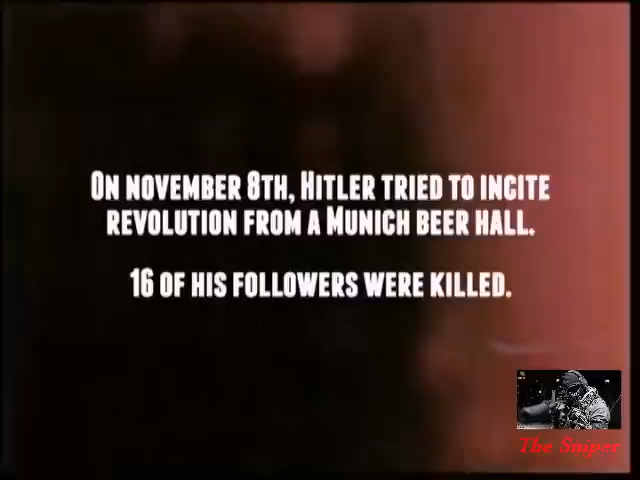 On november 8th, Hitler tried to incite
revolution from a Munich beer hall.
16 of his followers were killed.
The Sniper